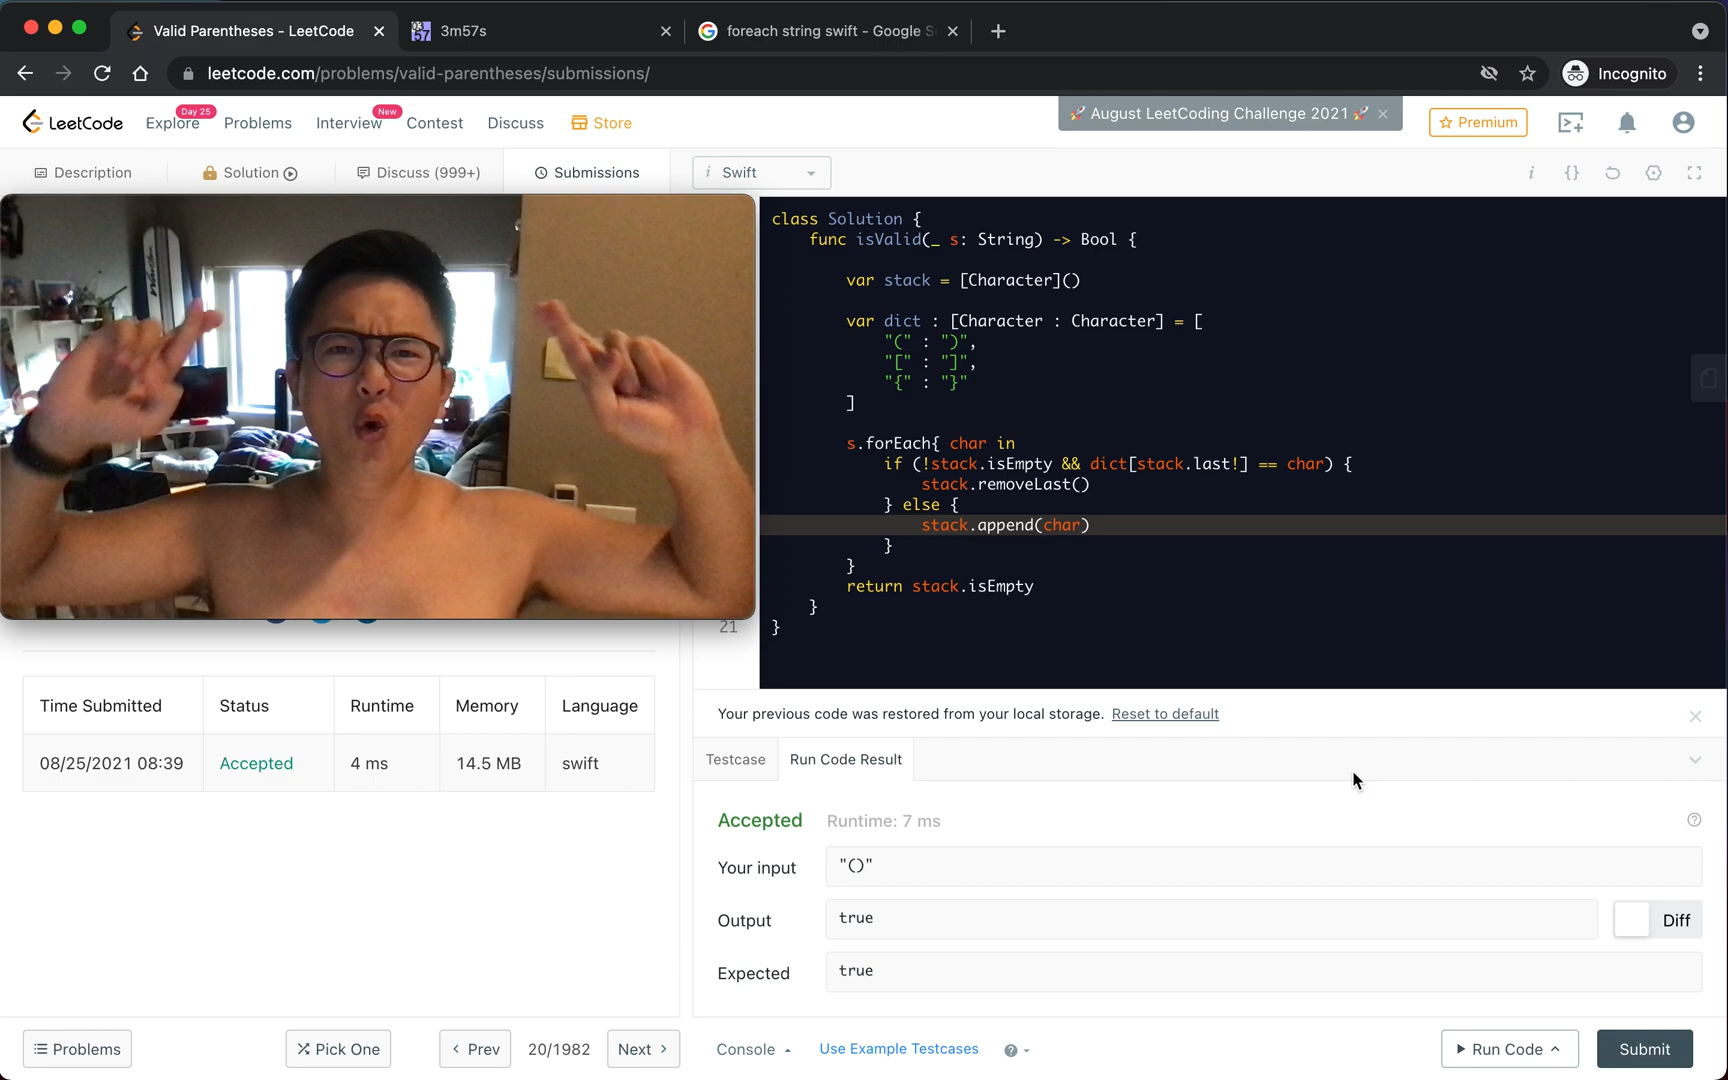 Valid Parentheses - LeetCode
3m57s
foreach string swift - Google S
leetcode.com/problems/valid-parentheses/submissions/
Incognito
LeetCode
Explore
Day 25
Problems
Interview
New
Contest
Discuss
Store
🚀 August LeetCoding Challenge 2021 🚀
Premium
Description
Solution
Discuss (999+)
Submissions
i Swift
class Solution {
func isValid(_ s: String) -> Bool {
var stack = [Character]()
var dict : [Character : Character] = [
"(" : ")",
"[" : "]",
"{" : "}"
]
s.forEach{ char in
if (!stack.isEmpty && dict[stack.last!] == char) {
stack.removeLast()
} else {
stack.append(char)
}
}
return stack.isEmpty
}
21 }
Time Submitted Status Runtime Memory Language
08/25/2021 08:39 Accepted 4 ms 14.5 MB swift
Your previous code was restored from your local storage. Reset to default
Testcase
Run Code Result
Accepted Runtime: 7 ms
Your input "()"
Output true
Diff
Expected true
Problems
Pick One
Prev
20/1982
Next
Console
Use Example Testcases
Run Code
Submit